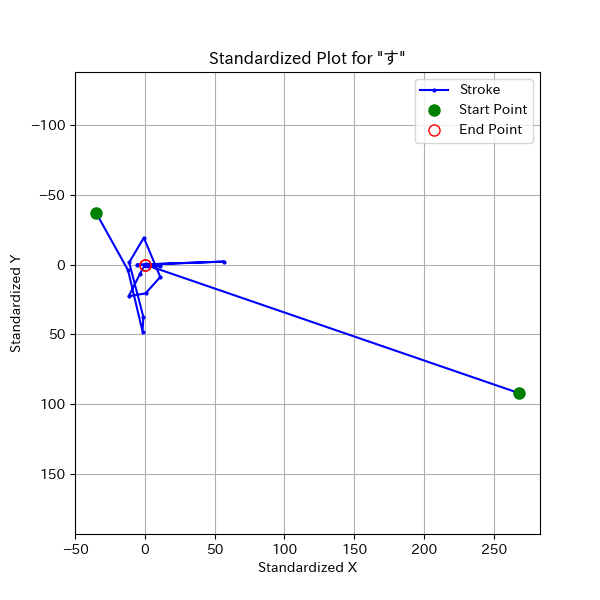 Standardized Plot for "す"
Stroke
Start Point
End Point
−100
−50
0
50
100
150
Standardized Y
−50
0
50
100
150
200
250
Standardized X